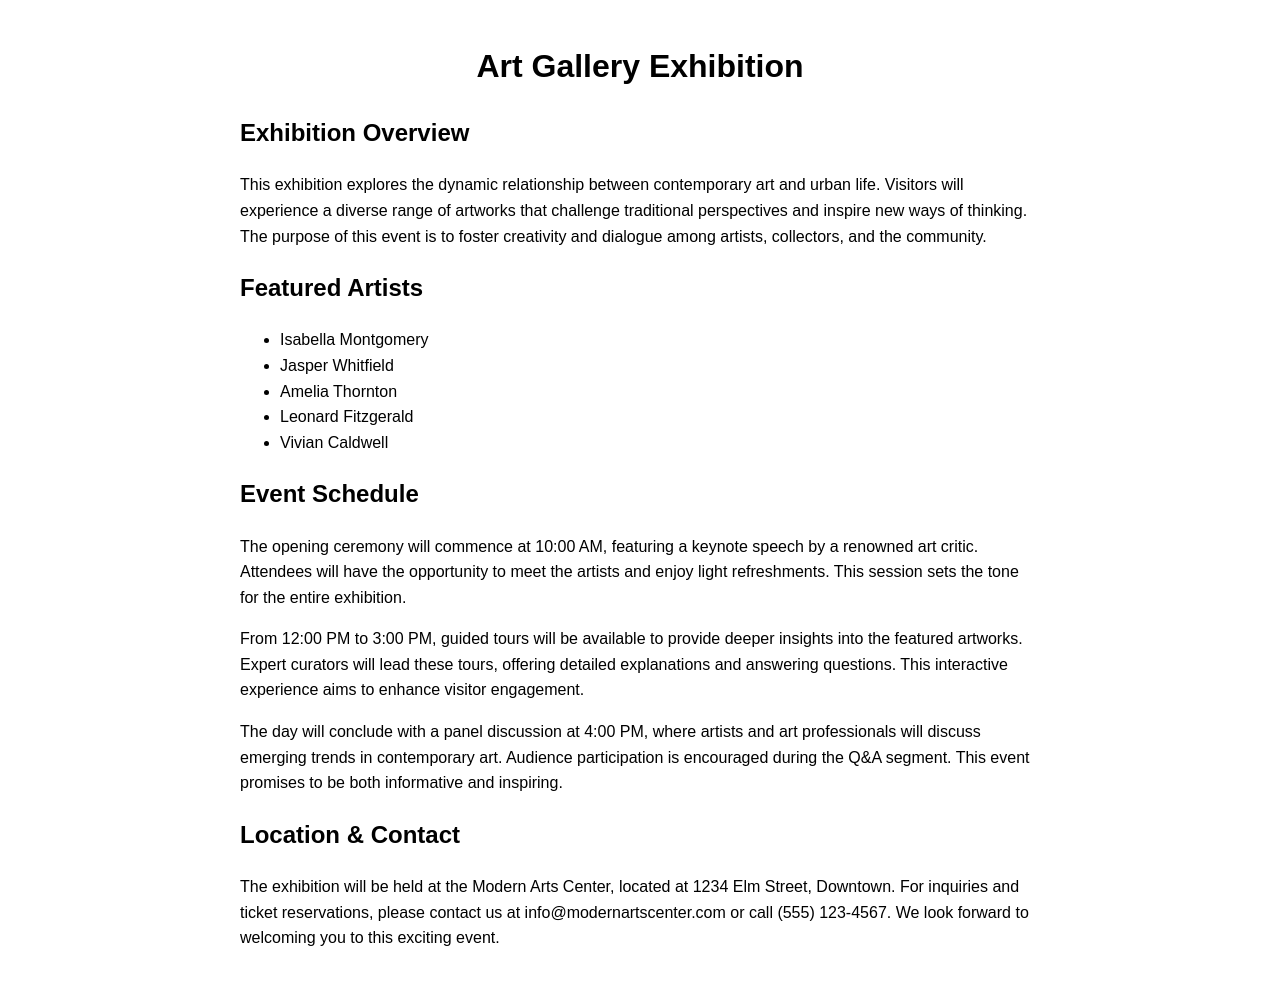 Art Gallery Exhibition
Exhibition Overview
This exhibition explores the dynamic relationship between contemporary art and urban life. Visitors will
experience a diverse range of artworks that challenge traditional perspectives and inspire new ways of thinking.
The purpose of this event is to foster creativity and dialogue among artists, collectors, and the community.
Featured Artists
• Isabella Montgomery
• Jasper Whitfield
• Amelia Thornton
• Leonard Fitzgerald
• Vivian Caldwell
Event Schedule
The opening ceremony will commence at 10:00 AM, featuring a keynote speech by a renowned art critic.
Attendees will have the opportunity to meet the artists and enjoy light refreshments. This session sets the tone
for the entire exhibition.
From 12:00 PM to 3:00 PM, guided tours will be available to provide deeper insights into the featured artworks.
Expert curators will lead these tours, offering detailed explanations and answering questions. This interactive
experience aims to enhance visitor engagement.
The day will conclude with a panel discussion at 4:00 PM, where artists and art professionals will discuss
emerging trends in contemporary art. Audience participation is encouraged during the Q&A segment. This event
promises to be both informative and inspiring.
Location & Contact
The exhibition will be held at the Modern Arts Center, located at 1234 Elm Street, Downtown. For inquiries and
ticket reservations, please contact us at info@modernartscenter.com or call (555) 123-4567. We look forward to
welcoming you to this exciting event.